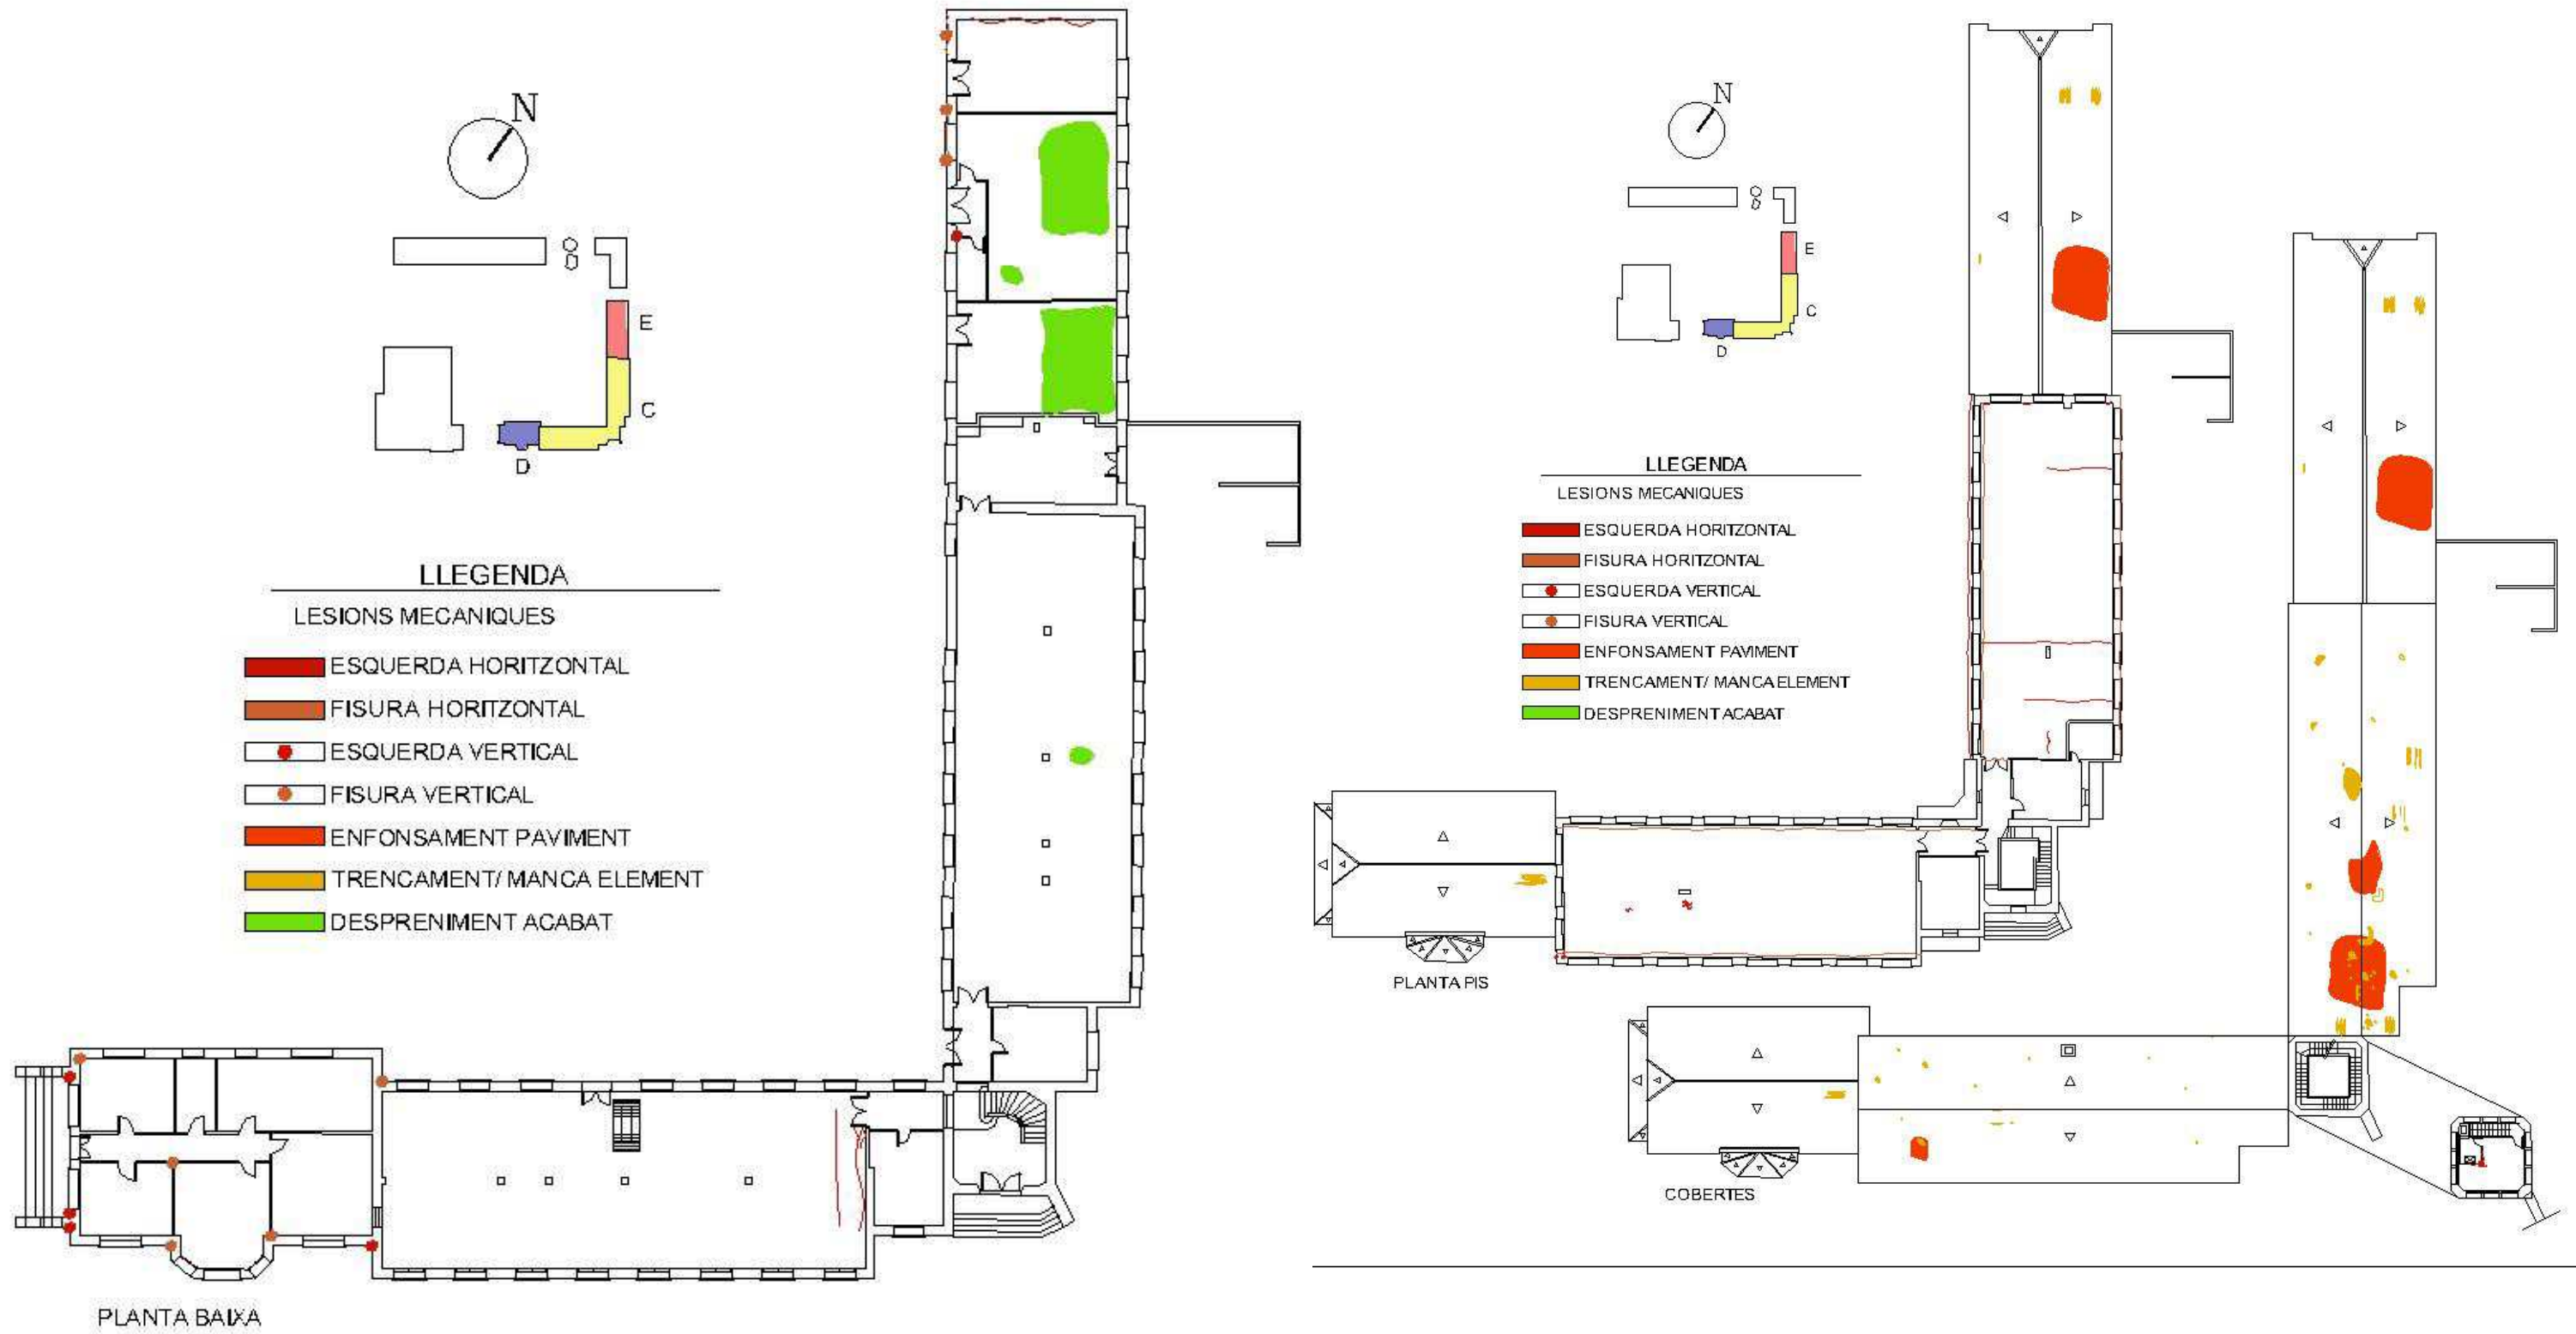 N
E
C
D
LLEGENDA
LESIONS MECANIQUES
ESQUERDA HORITZONTAL
FISURA HORITZONTAL
ESQUERDA VERTICAL
FISURA VERTICAL
ENFONSAMENT PAVIMENT
TRENCAMENT/ MANCA ELEMENT
DESPRENIMENT ACABAT
PLANTA BAIXA
N
E
C
D
LLEGENDA
LESIONS MECANIQUES
ESQUERDA HORITZONTAL
FISURA HORITZONTAL
ESQUERDA VERTICAL
FISURA VERTICAL
ENFONSAMENT PAVIMENT
TRENCAMENT/ MANCA ELEMENT
DESPRENIMENT ACABAT
PLANTA PIS
COBERTES